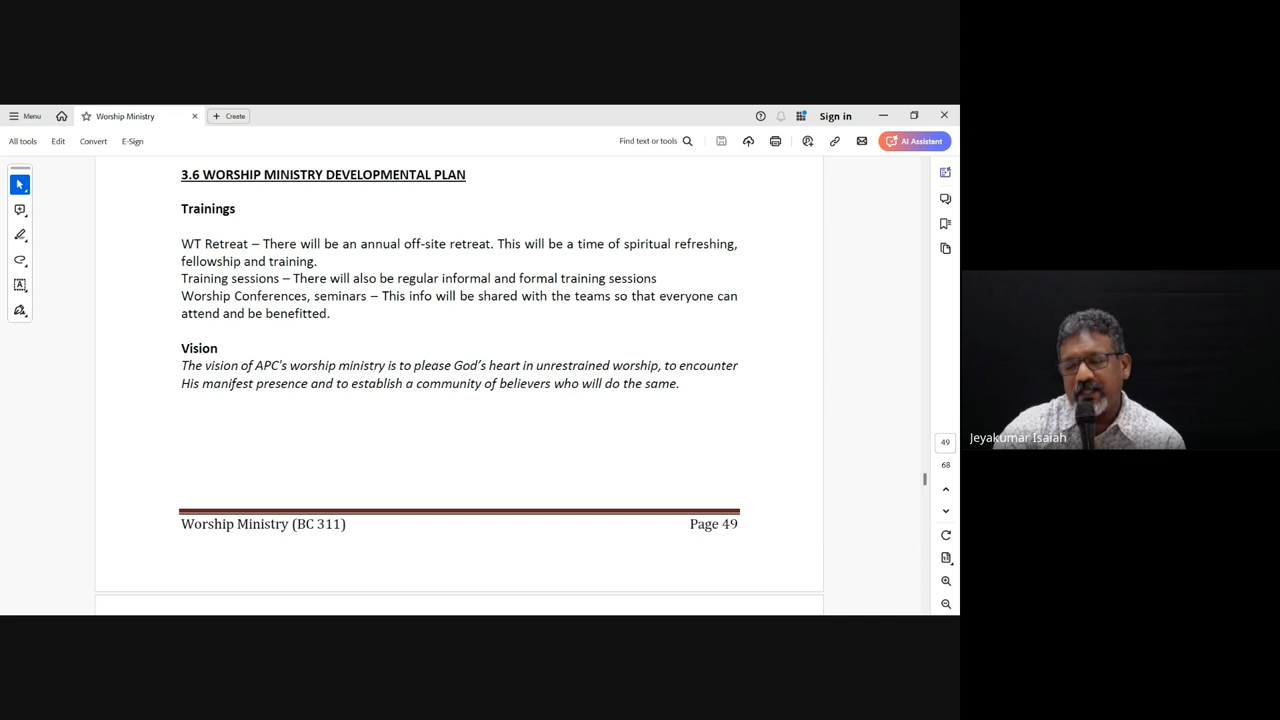 Menu
Worship Ministry
Create
Sign in
All tools
Edit
Convert
E-Sign
Find text or tools
AI Assistant
3.6 WORSHIP MINISTRY DEVELOPMENTAL PLAN
Trainings
WT Retreat – There will be an annual off-site retreat. This will be a time of spiritual refreshing,
fellowship and training.
Training sessions – There will also be regular informal and formal training sessions
Worship Conferences, seminars – This info will be shared with the teams so that everyone can
attend and be benefitted.
Vision
The vision of APC's worship ministry is to please God’s heart in unrestrained worship, to encounter
His manifest presence and to establish a community of believers who will do the same.
Worship Ministry (BC 311)
Page 49
49
68
Jeyakumar Isaiah